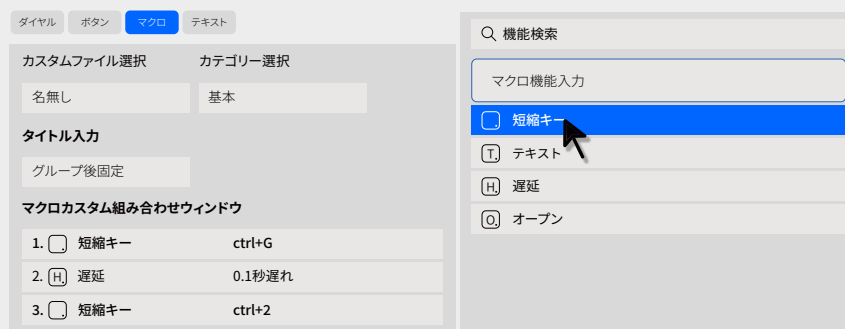 ダイヤル ボタン マクロ テキスト
カスタムファイル選択 カテゴリー選択
名無し 基本
タイトル入力
グループ後固定
マクロカスタム組み合わせウィンドウ
1. 短縮キー ctrl+G
2. H. 遅延 0.1秒遅れ
3. 短縮キー ctrl+2
機能検索
マクロ機能入力
短縮キー
T. テキスト
H. 遅延
O. オープン